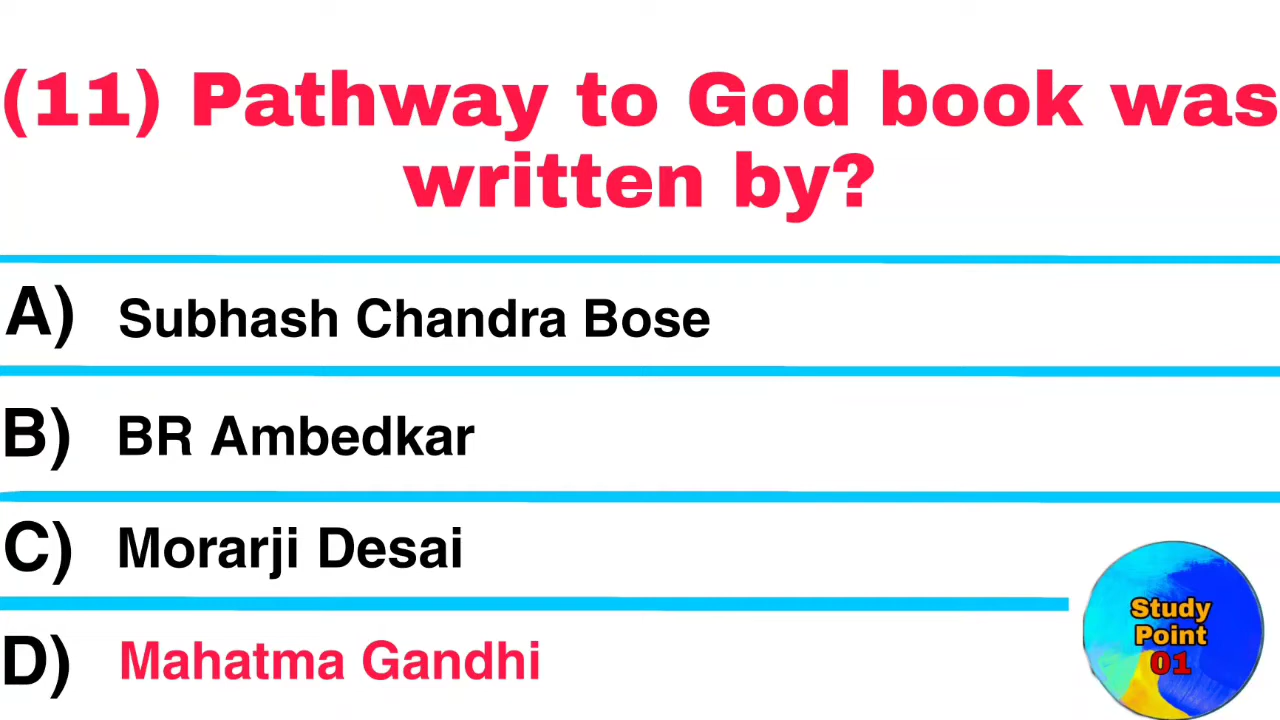 (11) Pathway to God book was
written by?
A) Subhash Chandra Bose
B) BR Ambedkar
C) Morarji Desai
D) Mahatma Gandhi
Study
Point
01